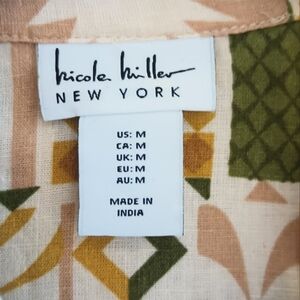 Nicole Miller
NEW YORK
US: M
CA: M
UK: M
EU: M
AU: M
MADE IN
INDIA